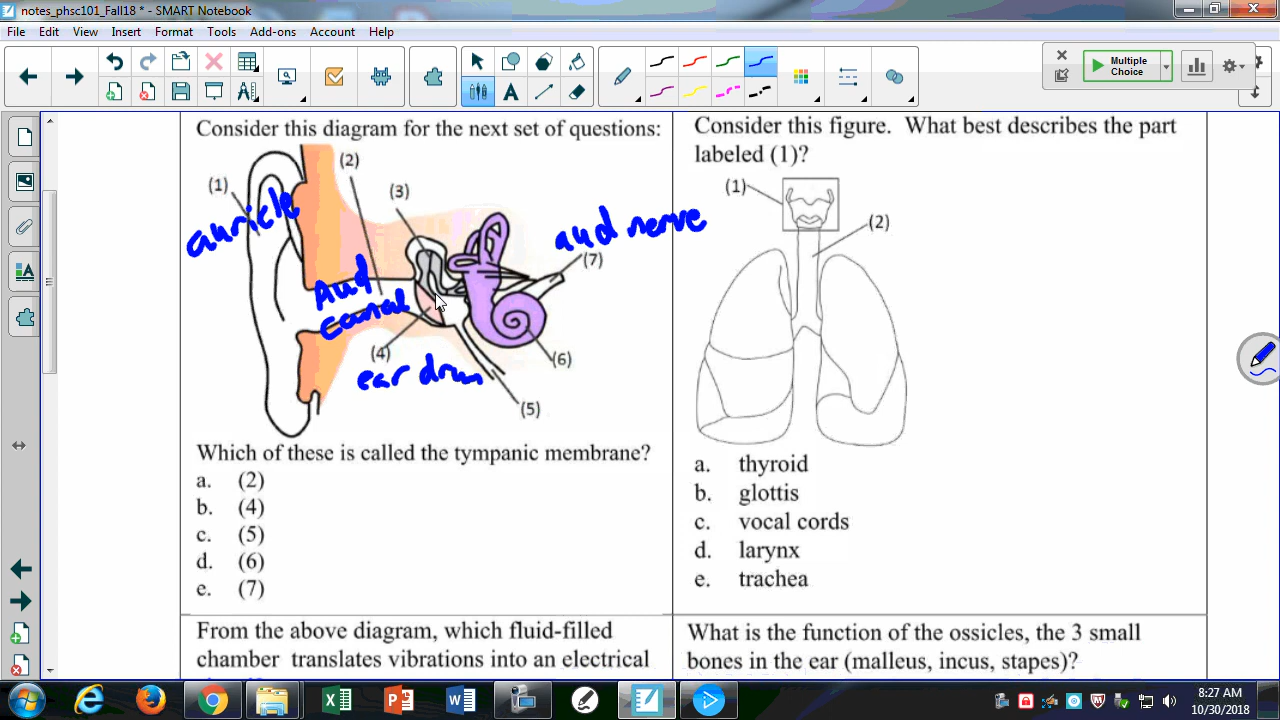 notes_phsc101_Fall18 * - SMART Notebook
File Edit View Insert Format Tools Add-ons Account Help
Multiple
Choice
Consider this diagram for the next set of questions:
(1)
(2)
(3)
auricle
Aud
canal
aud nerve
(7)
(4)
ear drum
(6)
(5)
Which of these is called the tympanic membrane?
a. (2)
b. (4)
c. (5)
d. (6)
e. (7)
From the above diagram, which fluid-filled
chamber translates vibrations into an electrical
Consider this figure. What best describes the part
labeled (1)?
(1)
(2)
a. thyroid
b. glottis
c. vocal cords
d. larynx
e. trachea
What is the function of the ossicles, the 3 small
bones in the ear (malleus, incus, stapes)?
8:27 AM
10/30/2018